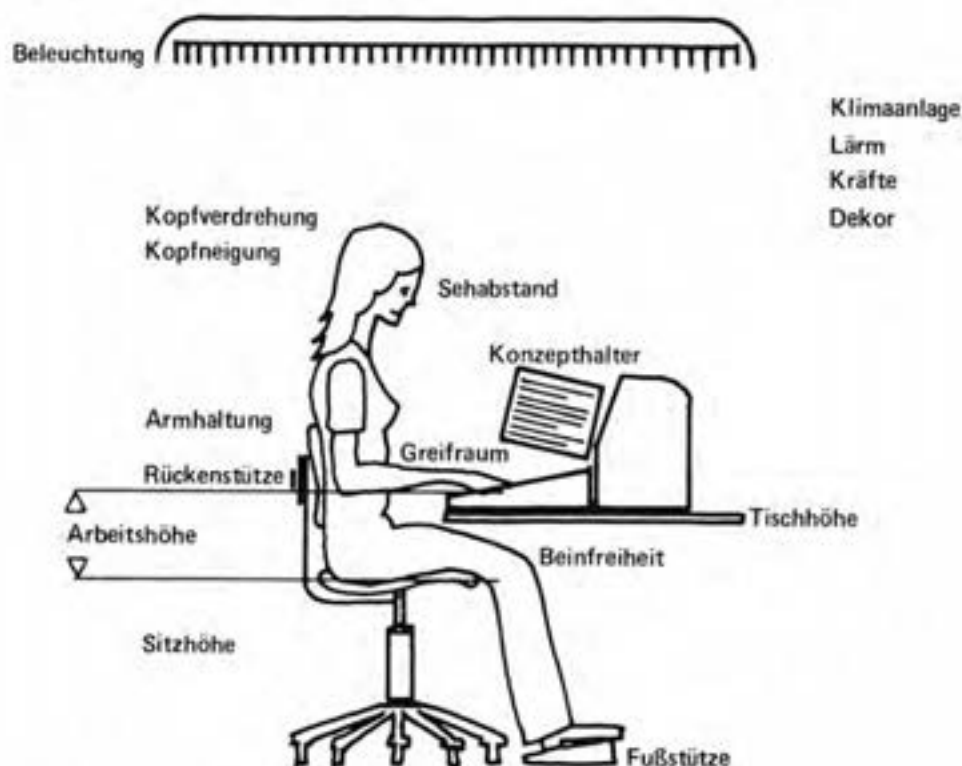 Beleuchtung
Klimaanlage
Lärm
Kräfte
Dekor
Kopfverdrehung
Kopfneigung
Sehabstand
Konzepthalter
Armhaltung
Greifraum
Rückenstütze
Tischhöhe
Arbeitshöhe
Beinfreiheit
Sitzhöhe
Fußstütze